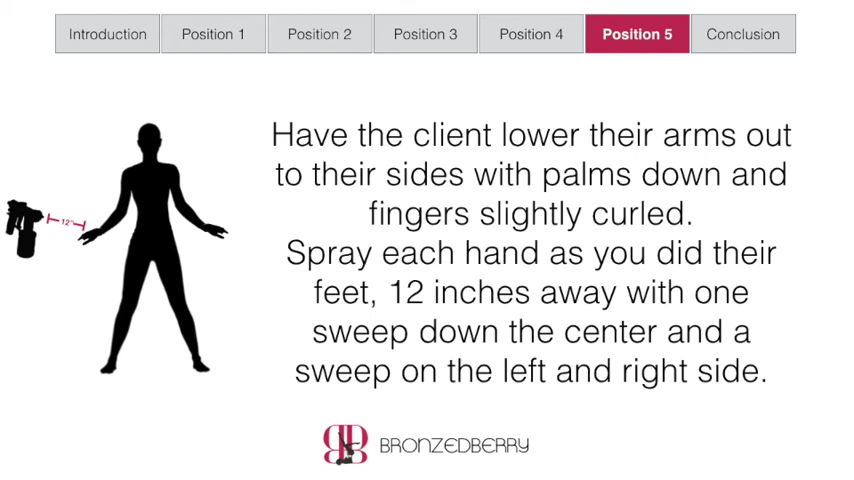 Introduction
Position 1
Position 2
Position 3
Position 4
Position 5
Conclusion
Have the client lower their arms out
to their sides with palms down and
fingers slightly curled.
Spray each hand as you did their
feet, 12 inches away with one
sweep down the center and a
sweep on the left and right side.
12"
BRONZEDBERRY